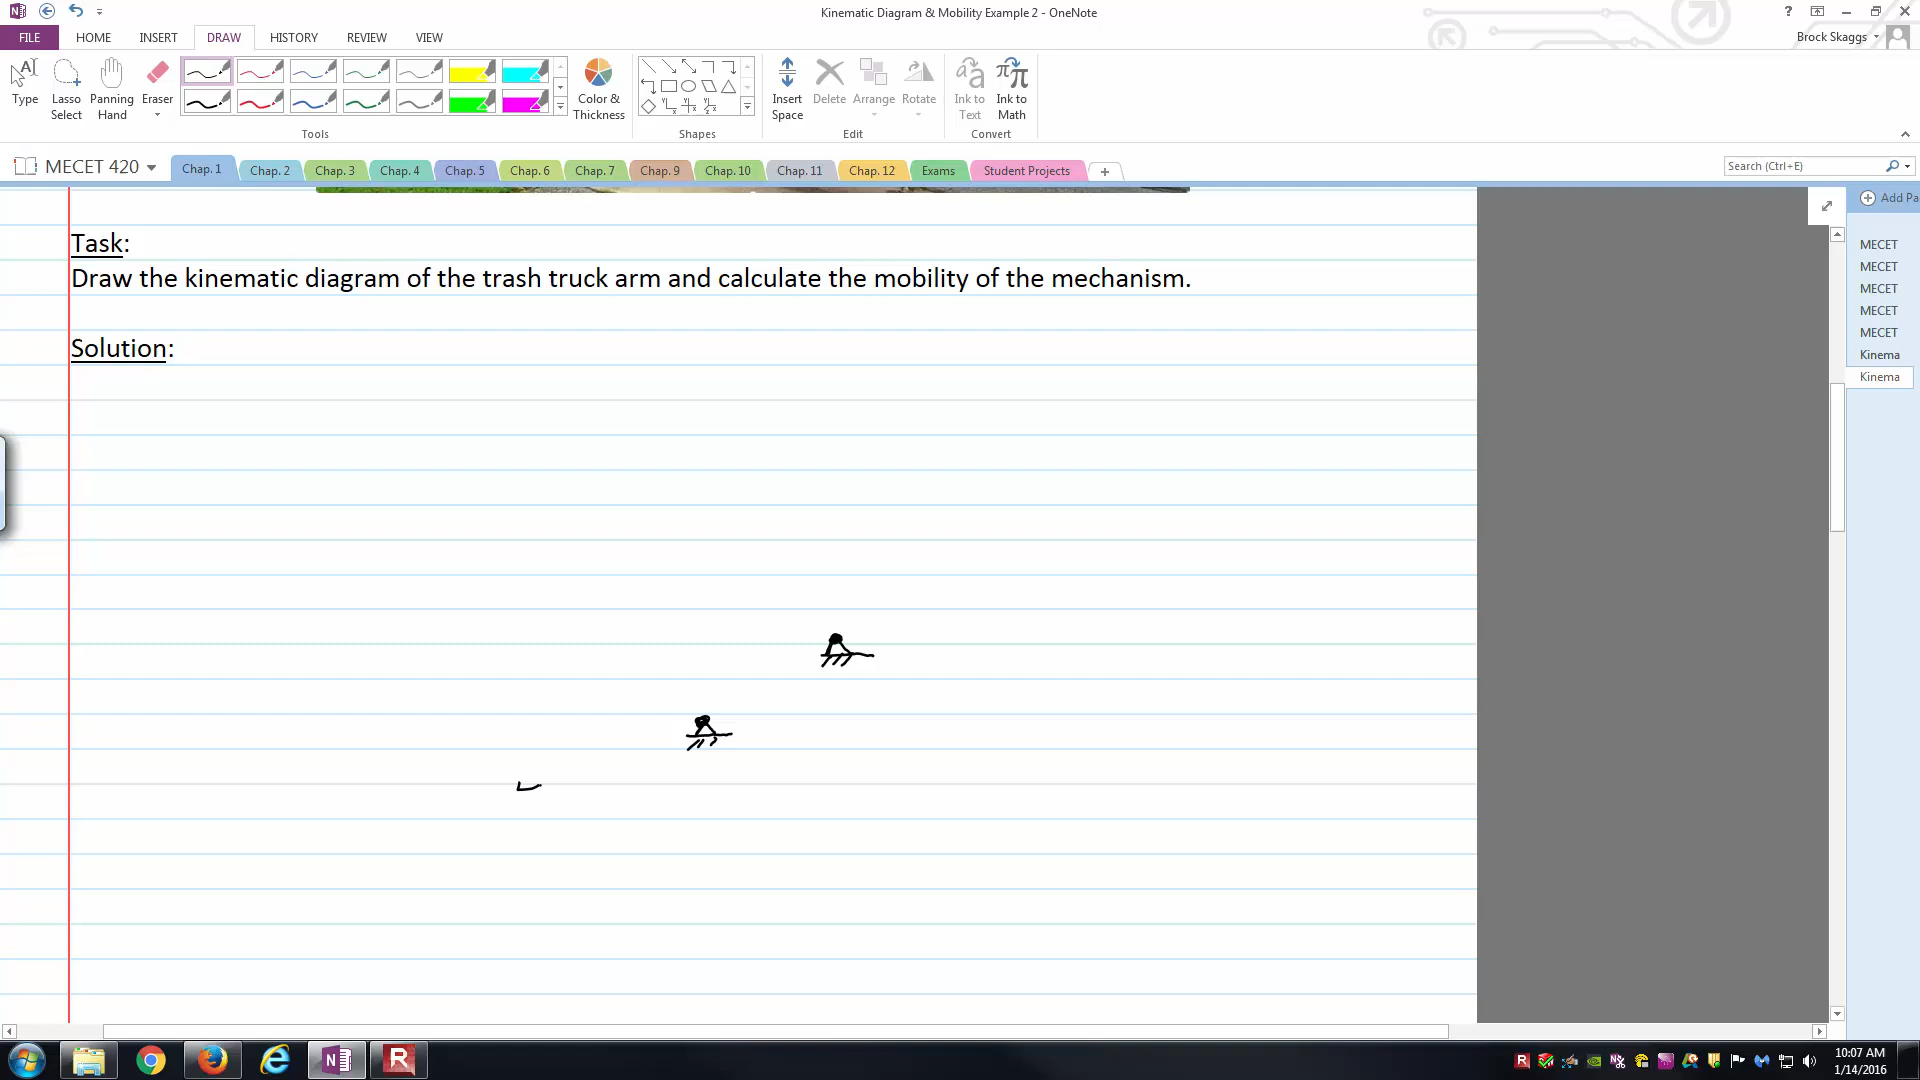 Kinematic Diagram & Mobility Example 2 - OneNote
FILE HOME INSERT DRAW HISTORY REVIEW VIEW
Brock Skaggs
Type
Lasso Select
Panning Hand
Eraser
Color & Thickness
Insert Space
Delete
Arrange
Rotate
Ink to Text
Ink to Math
Tools Shapes Edit Convert
MECET 420 Chap. 1 Chap. 2 Chap. 3 Chap. 4 Chap. 5 Chap. 6 Chap. 7 Chap. 9 Chap. 10 Chap. 11 Chap. 12 Exams Student Projects
Search (Ctrl+E)
Add Pa
MECET
MECET
MECET
MECET
MECET
Kinema
Kinema
Task:
Draw the kinematic diagram of the trash truck arm and calculate the mobility of the mechanism.
Solution:
10:07 AM
1/14/2016